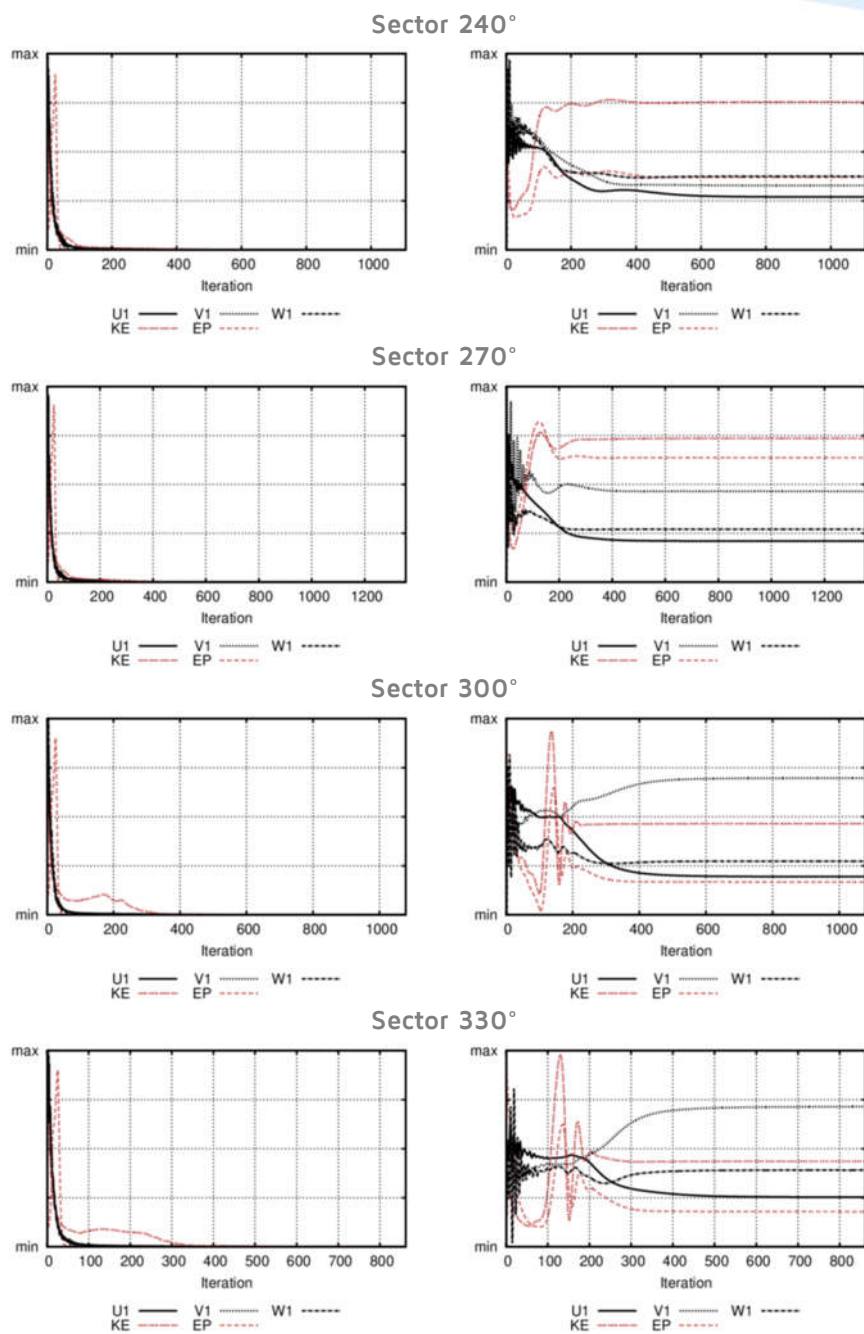 Sector 240°
max
min
0 200 400 600 800 1000
Iteration
U1 V1 W1
KE EP
max
min
0 200 400 600 800 1000
Iteration
U1 V1 W1
KE EP
Sector 270°
max
min
0 200 400 600 800 1000 1200
Iteration
U1 V1 W1
KE EP
max
min
0 200 400 600 800 1000 1200
Iteration
U1 V1 W1
KE EP
Sector 300°
max
min
0 200 400 600 800 1000
Iteration
U1 V1 W1
KE EP
max
min
0 200 400 600 800 1000
Iteration
U1 V1 W1
KE EP
Sector 330°
max
min
0 100 200 300 400 500 600 700 800
Iteration
U1 V1 W1
KE EP
max
min
0 100 200 300 400 500 600 700 800
Iteration
U1 V1 W1
KE EP